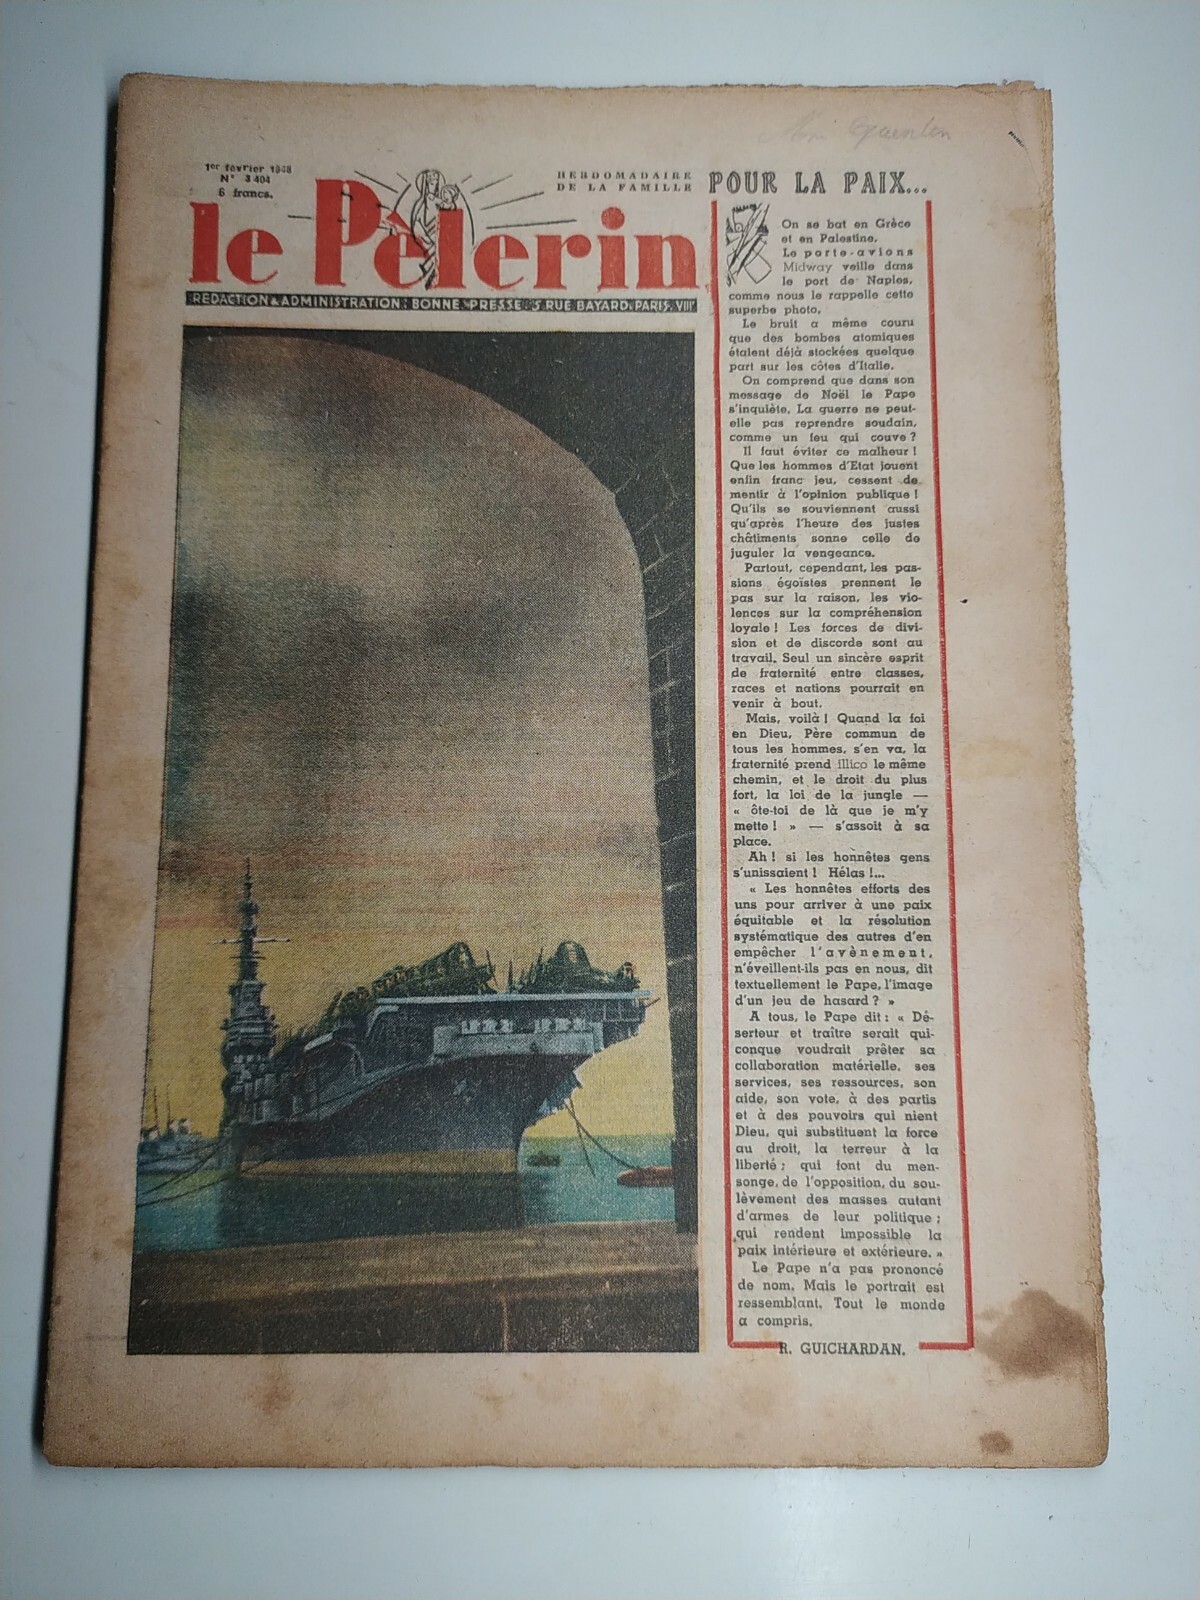 1er février 1948
N° 3 404
6 francs.
HEBDOMADAIRE
DE LA FAMILLE
le Pèlerin
RÉDACTION & ADMINISTRATION : BONNE PRESSE . 5 RUE BAYARD . PARIS . VIIIe
POUR LA PAIX...
On se bat en Grèce
et en Palestine.
Le porte-avions
Midway veille dans
le port de Naples,
comme nous le rappelle cette
superbe photo.
Le bruit a même couru
que des bombes atomiques
étaient déjà stockées quelque
part sur les côtes d'Italie.
On comprend que dans son
message de Noël le Pape
s'inquiète. La guerre ne peut-
elle pas reprendre soudain,
comme un feu qui couve ?
Il faut éviter ce malheur !
Que les hommes d'Etat jouent
enfin franc jeu, cessent de
mentir à l'opinion publique !
Qu'ils se souviennent aussi
qu'après l'heure des justes
châtiments sonne celle de
juguler la vengeance.
Partout, cependant, les pas-
sions égoïstes prennent le
pas sur la raison, les vio-
lences sur la compréhension
loyale ! Les forces de divi-
sion et de discorde sont au
travail. Seul un sincère esprit
de fraternité entre classes,
races et nations pourrait en
venir à bout.
Mais, voilà ! Quand la foi
en Dieu, Père commun de
tous les hommes, s'en va, la
fraternité prend illico le même
chemin, et le droit du plus
fort, la loi de la jungle —
« ôte-toi de là que je m'y
mette ! » — s'assoit à sa
place.
Ah ! si les honnêtes gens
s'unissaient ! Hélas !...
« Les honnêtes efforts des
uns pour arriver à une paix
équitable et la résolution
systématique des autres d'en
empêcher l'avènement,
n'éveillent-ils pas en nous, dit
textuellement le Pape, l'image
d'un jeu de hasard ? »
A tous, le Pape dit : « Dé-
serteur et traître serait qui-
conque voudrait prêter sa
collaboration matérielle, ses
services, ses ressources, son
aide, son vote, à des partis
et à des pouvoirs qui nient
Dieu, qui substituent la force
au droit, la terreur à la
liberté ; qui font du men-
songe, de l'opposition, du sou-
lèvement des masses autant
d'armes de leur politique ;
qui rendent impossible la
paix intérieure et extérieure. »
Le Pape n'a pas prononcé
de nom. Mais le portrait est
ressemblant. Tout le monde
a compris.
R. GUICHARDAN.